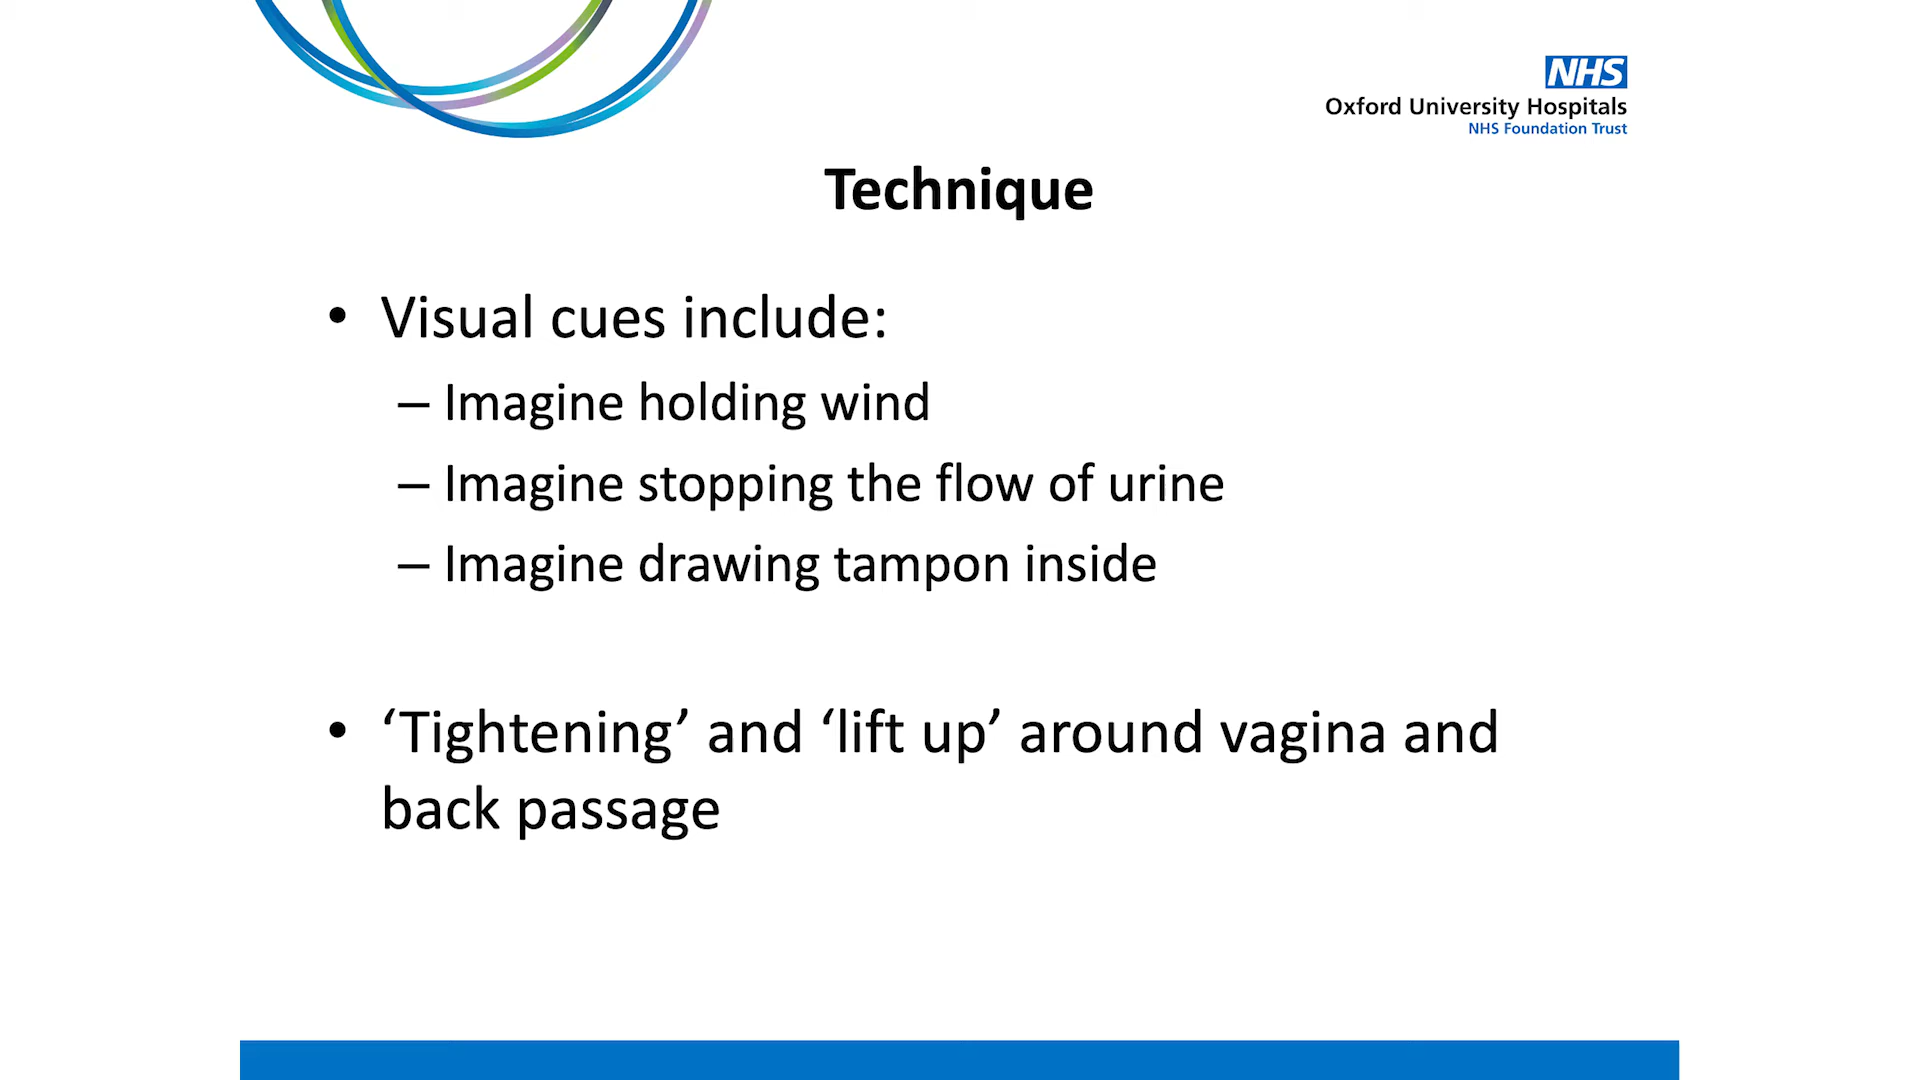 NHS
Oxford University Hospitals
NHS Foundation Trust
Technique
• Visual cues include:
– Imagine holding wind
– Imagine stopping the flow of urine
– Imagine drawing tampon inside
• ‘Tightening’ and ‘lift up’ around vagina and
back passage